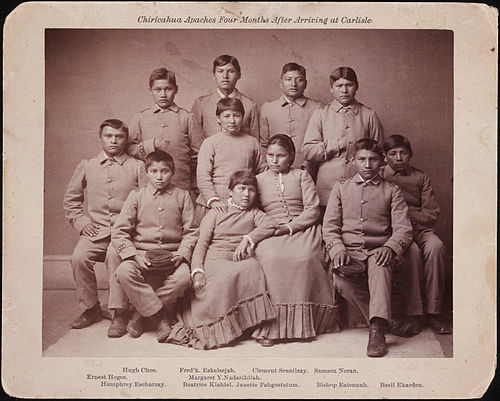 Chiricahua Apaches Four Months After Arriving at Carlisle
Hugh Chee. Fred'k. Eskelsejah. Clement Seanilzay. Samson Noran.
Ernest Hogee. Margaret Y. Nadasthilah.
Humphrey Escharzay. Beatrice Kiahtel. Janette Pahgostatum. Bishop Eatennah. Basil Ekarden.